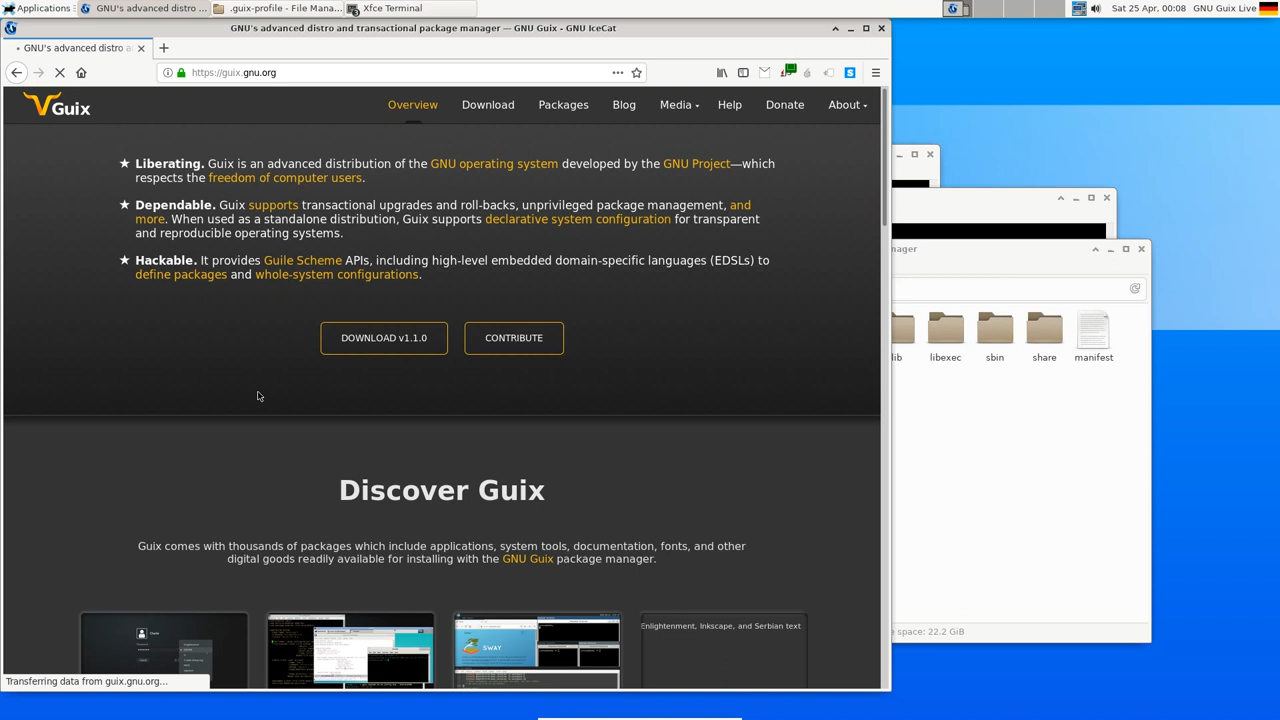 Applications
GNU's advanced distro ...
.guix-profile - File Mana...
Xfce Terminal
Sat 25 Apr, 00:08
GNU Guix Live
GNU's advanced distro and transactional package manager — GNU Guix - GNU IceCat
GNU's advanced distro a
https://guix.gnu.org
Guix
Overview
Download
Packages
Blog
Media
Help
Donate
About
★ Liberating. Guix is an advanced distribution of the GNU operating system developed by the GNU Project—which
respects the freedom of computer users.
★ Dependable. Guix supports transactional upgrades and roll-backs, unprivileged package management, and
more. When used as a standalone distribution, Guix supports declarative system configuration for transparent
and reproducible operating systems.
★ Hackable. It provides Guile Scheme APIs, including high-level embedded domain-specific languages (EDSLs) to
define packages and whole-system configurations.
DOWNLOAD v1.1.0
CONTRIBUTE
Discover Guix
Guix comes with thousands of packages which include applications, system tools, documentation, fonts, and other
digital goods readily available for installing with the GNU Guix package manager.
SWAY
Enlightenment, Inkscape, and Serbian text
Transferring data from guix.gnu.org...
nager
lib
libexec
sbin
share
manifest
e space: 22.2 GiB